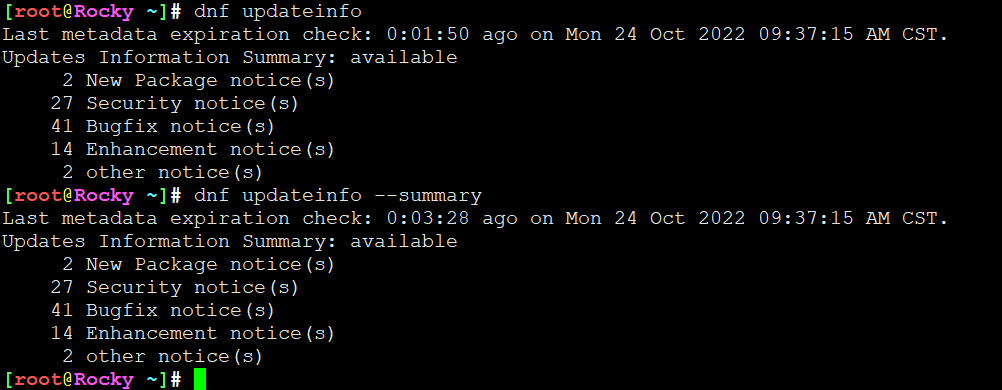 [root@Rocky ~]# dnf updateinfo
Last metadata expiration check: 0:01:50 ago on Mon 24 Oct 2022 09:37:15 AM CST.
Updates Information Summary: available
     2 New Package notice(s)
    27 Security notice(s)
    41 Bugfix notice(s)
    14 Enhancement notice(s)
     2 other notice(s)
[root@Rocky ~]# dnf updateinfo --summary
Last metadata expiration check: 0:03:28 ago on Mon 24 Oct 2022 09:37:15 AM CST.
Updates Information Summary: available
     2 New Package notice(s)
    27 Security notice(s)
    41 Bugfix notice(s)
    14 Enhancement notice(s)
     2 other notice(s)
[root@Rocky ~]#